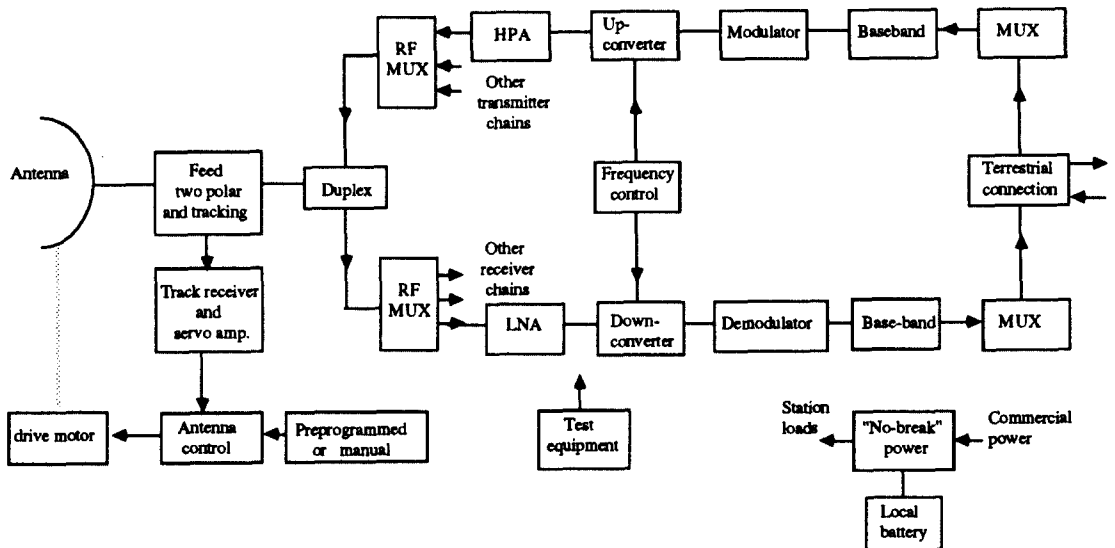 RF
MUX
HPA
Up-
converter
Modulator
Baseband
MUX
Other
transmitter
chains
Antenna
Feed
two polar
and tracking
Duplex
Frequency
control
Terrestrial
connection
Track receiver
and
servo amp.
RF
MUX
Other
receiver
chains
LNA
Down-
converter
Demodulator
Base-band
MUX
drive motor
Antenna
control
Preprogrammed
or manual
Test
equipment
Station
loads
"No-break"
power
Commercial
power
Local
battery